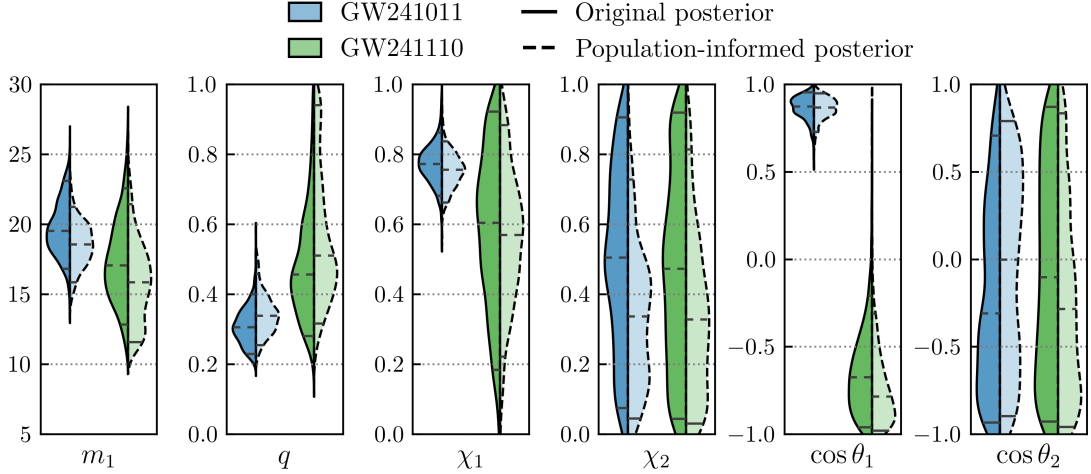 GW241011 Original posterior
GW241110 Population-informed posterior
30 25 20 15 10 5
1.0 0.8 0.6 0.4 0.2 0.0
1.0 0.8 0.6 0.4 0.2 0.0
1.0 0.8 0.6 0.4 0.2 0.0
1.0 0.5 0.0 −0.5 −1.0
1.0 0.5 0.0 −0.5 −1.0
m₁ q χ₁ χ₂ cos θ₁ cos θ₂